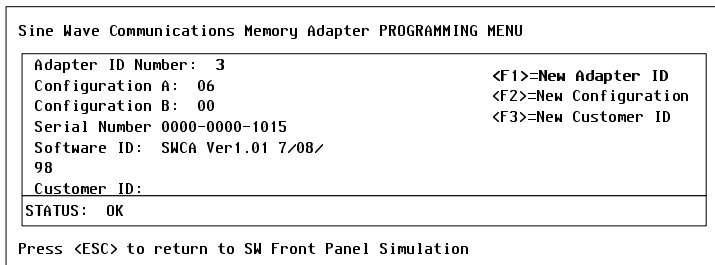 Sine Wave Communications Memory Adapter PROGRAMMING MENU
Adapter ID Number: 3
Configuration A: 06
Configuration B: 00
Serial Number 0000-0000-1015
Software ID: SWCA Ver1.01 7/08/
98
Customer ID:
<F1>=New Adapter ID
<F2>=New Configuration
<F3>=New Customer ID
STATUS: OK
Press <ESC> to return to SW Front Panel Simulation